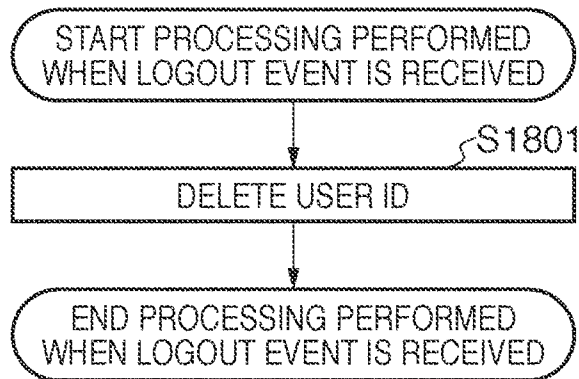 START PROCESSING PERFORMED
WHEN LOGOUT EVENT IS RECEIVED
S1801
DELETE USER ID
END PROCESSING PERFORMED
WHEN LOGOUT EVENT IS RECEIVED